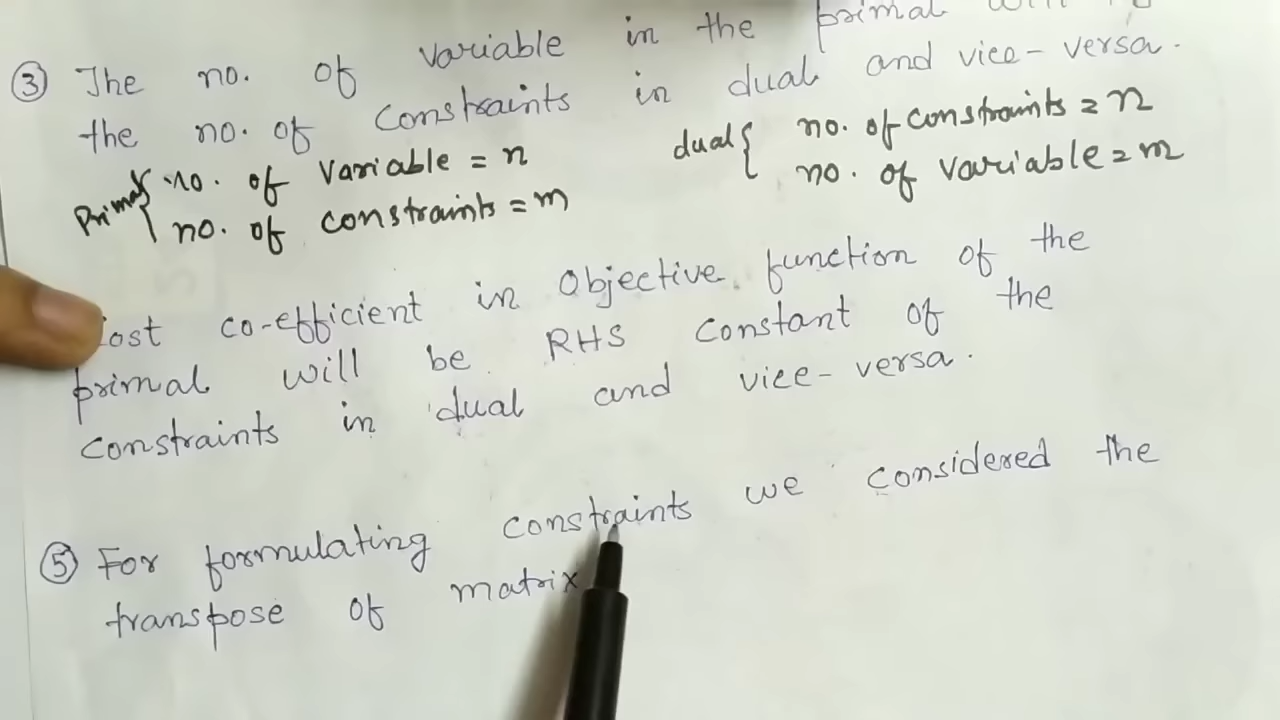 ③ The no. of variable in the primal will
the no. of constraints in dual and vice-versa.
Primal { no. of variable = n
no. of constraints = m
dual { no. of constraints = n
no. of variable = m
Cost co-efficient in Objective function of the
primal will be RHS constant of the
constraints in dual and vice-versa.
⑤ For formulating constraints we considered the
transpose of matrix